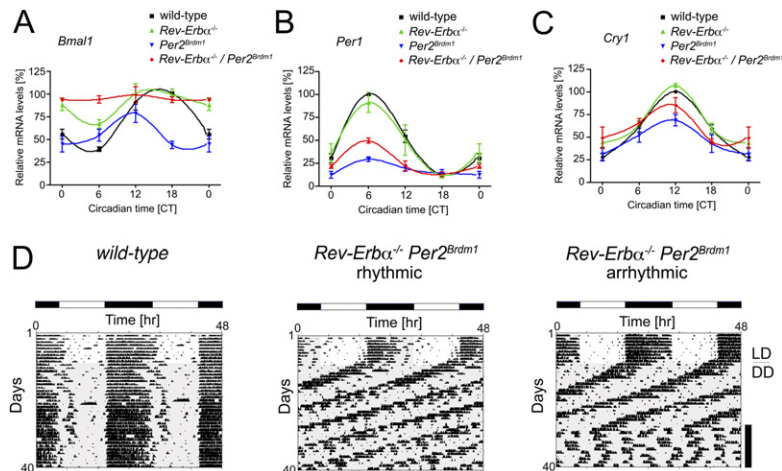 A
Bmal1
wild-type
Rev-Erbα⁻/⁻
Per2ᴮʳᵈᵐ¹
Rev-Erbα⁻/⁻ / Per2ᴮʳᵈᵐ¹
Relative mRNA levels [%]
125
100
75
50
25
0
0 6 12 18 0
Circadian time [CT]
B
Per1
wild-type
Rev-Erbα⁻/⁻
Per2ᴮʳᵈᵐ¹
Rev-Erbα⁻/⁻ / Per2ᴮʳᵈᵐ¹
Relative mRNA levels [%]
125
100
75
50
25
0
0 6 12 18 0
Circadian time [CT]
C
Cry1
wild-type
Rev-Erbα⁻/⁻
Per2ᴮʳᵈᵐ¹
Rev-Erbα⁻/⁻ / Per2ᴮʳᵈᵐ¹
Relative mRNA levels [%]
125
100
75
50
25
0
0 6 12 18 0
Circadian time [CT]
D
wild-type
0 Time [hr] 48
1
Days
40
Rev-Erbα⁻/⁻ Per2ᴮʳᵈᵐ¹
rhythmic
0 Time [hr] 48
1
Days
40
Rev-Erbα⁻/⁻ Per2ᴮʳᵈᵐ¹
arrhythmic
0 Time [hr] 48
1
Days
40
LD
DD